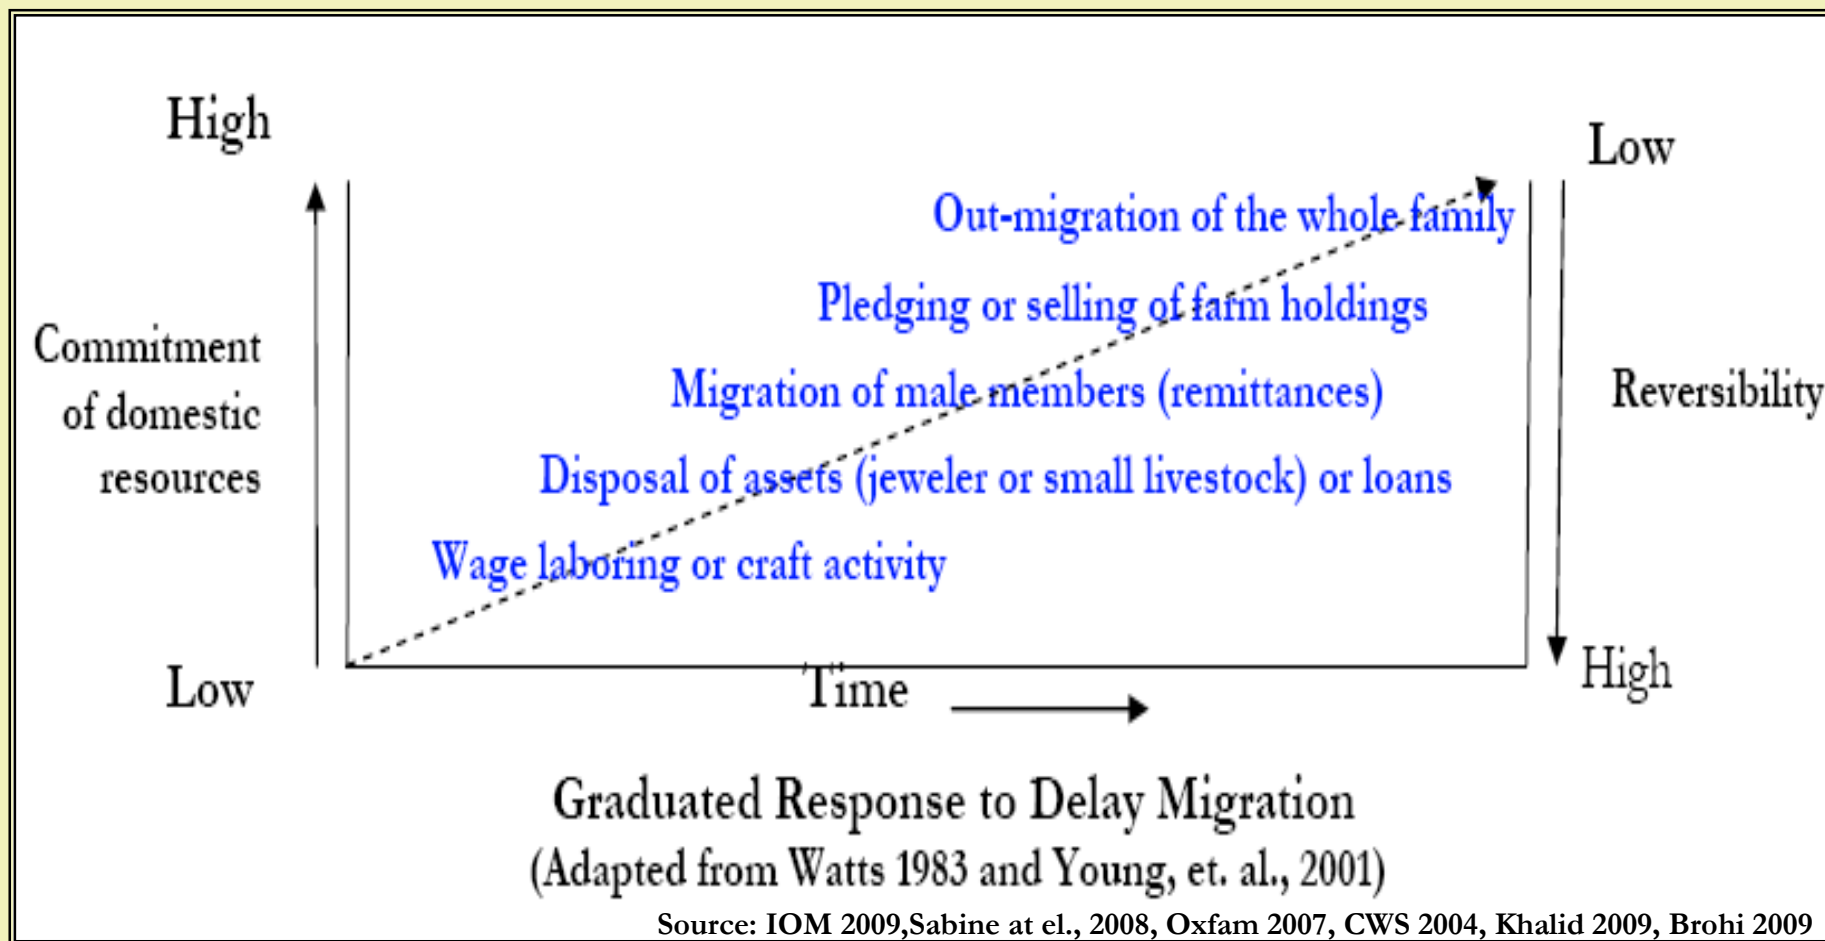 High
Low
Out-migration of the whole family
Pledging or selling of farm holdings
Commitment
of domestic
resources
Migration of male members (remittances)
Reversibility
Disposal of assets (jeweler or small livestock) or loans
Wage laboring or craft activity
Low
Time
High
Graduated Response to Delay Migration
(Adapted from Watts 1983 and Young, et. al., 2001)
Source: IOM 2009,Sabine at el., 2008, Oxfam 2007, CWS 2004, Khalid 2009, Brohi 2009